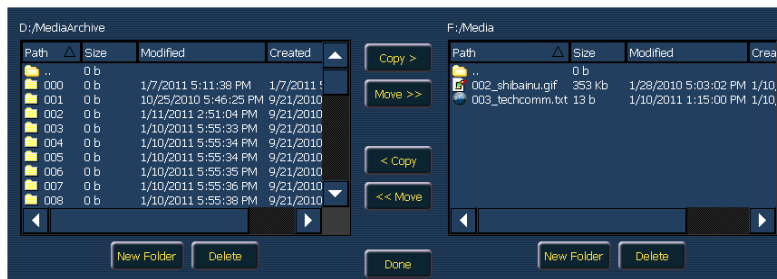 D:/MediaArchive
Path Size Modified Created
.. 0 b
000 0 b 1/7/2011 5:11:38 PM 1/7/2011
001 0 b 10/25/2010 5:46:25 PM 9/21/2010
002 0 b 1/11/2011 2:51:04 PM 9/21/2010
003 0 b 1/10/2011 5:55:33 PM 9/21/2010
004 0 b 1/10/2011 5:55:34 PM 9/21/2010
005 0 b 1/10/2011 5:55:34 PM 9/21/2010
006 0 b 1/10/2011 5:55:35 PM 9/21/2010
007 0 b 1/10/2011 5:55:36 PM 9/21/2010
008 0 b 1/10/2011 5:55:38 PM 9/21/2010
New Folder Delete
Copy >
Move >>
< Copy
<< Move
Done
F:/Media
Path Size Modified Crea
.. 0 b
002_shibainu.gif 353 Kb 1/28/2010 5:03:02 PM 1/10,
003_techcomm.txt 13 b 1/10/2011 1:15:00 PM 1/10,
New Folder Delete